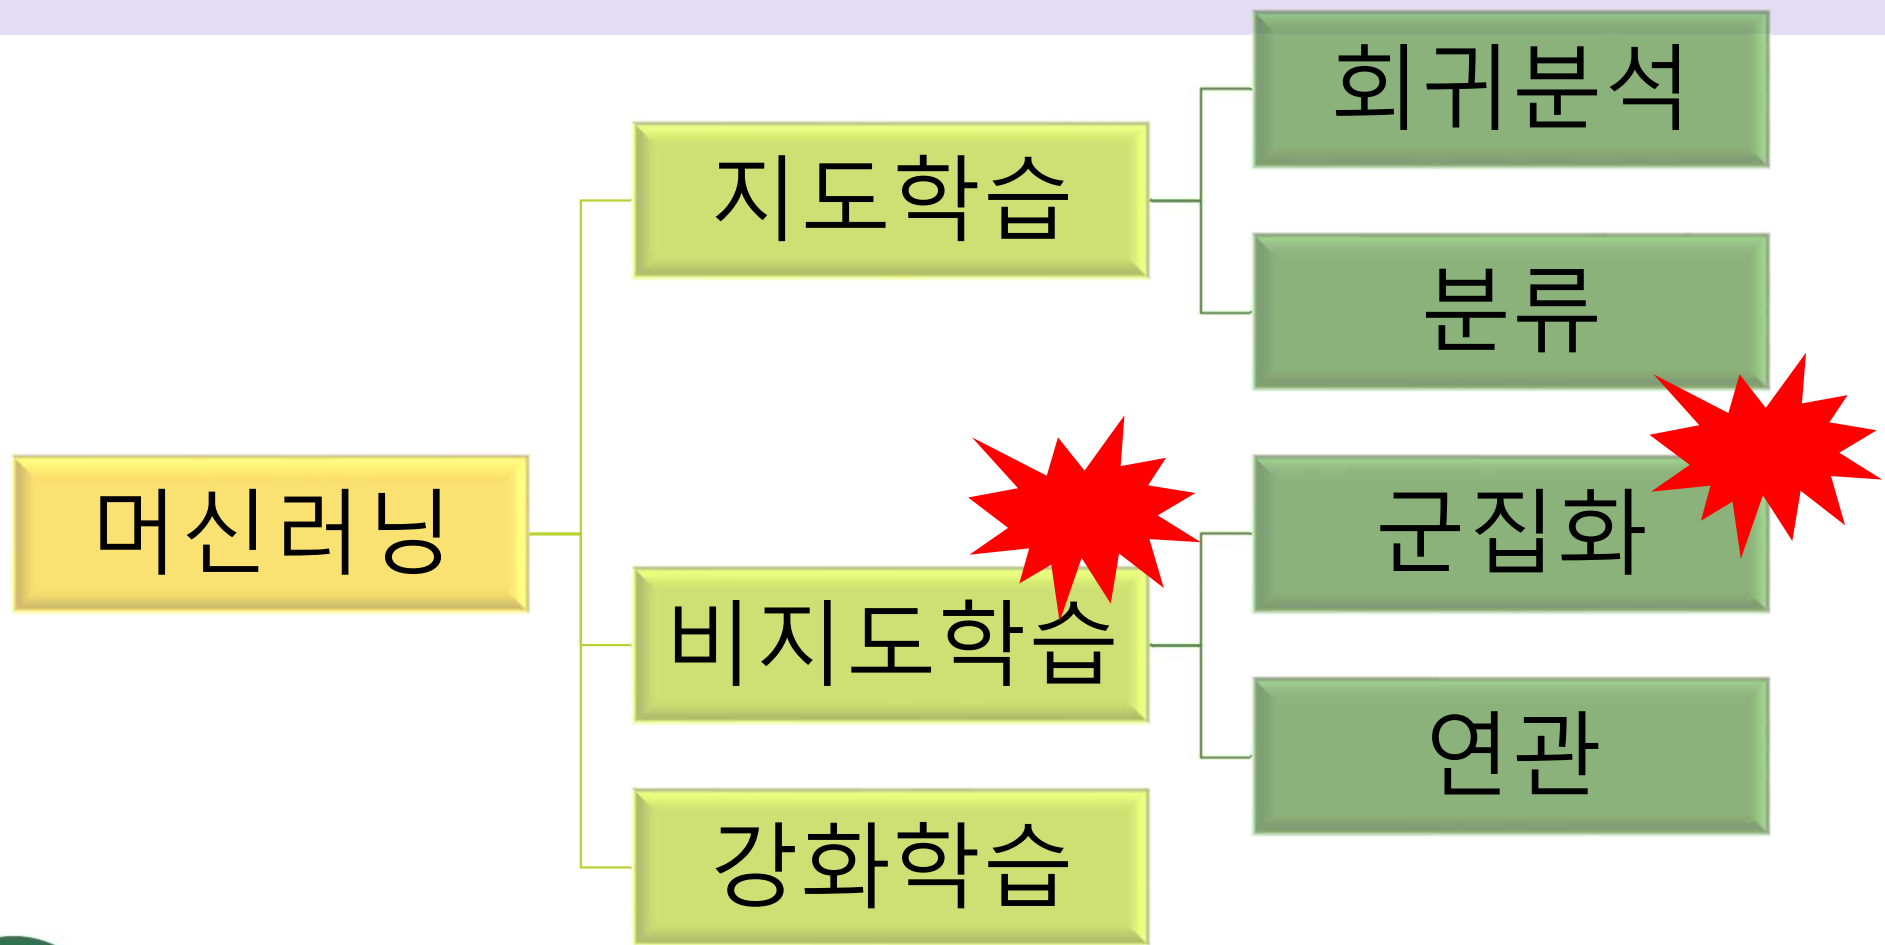 머신러닝
지도학습
회귀분석
분류
비지도학습
군집화
연관
강화학습